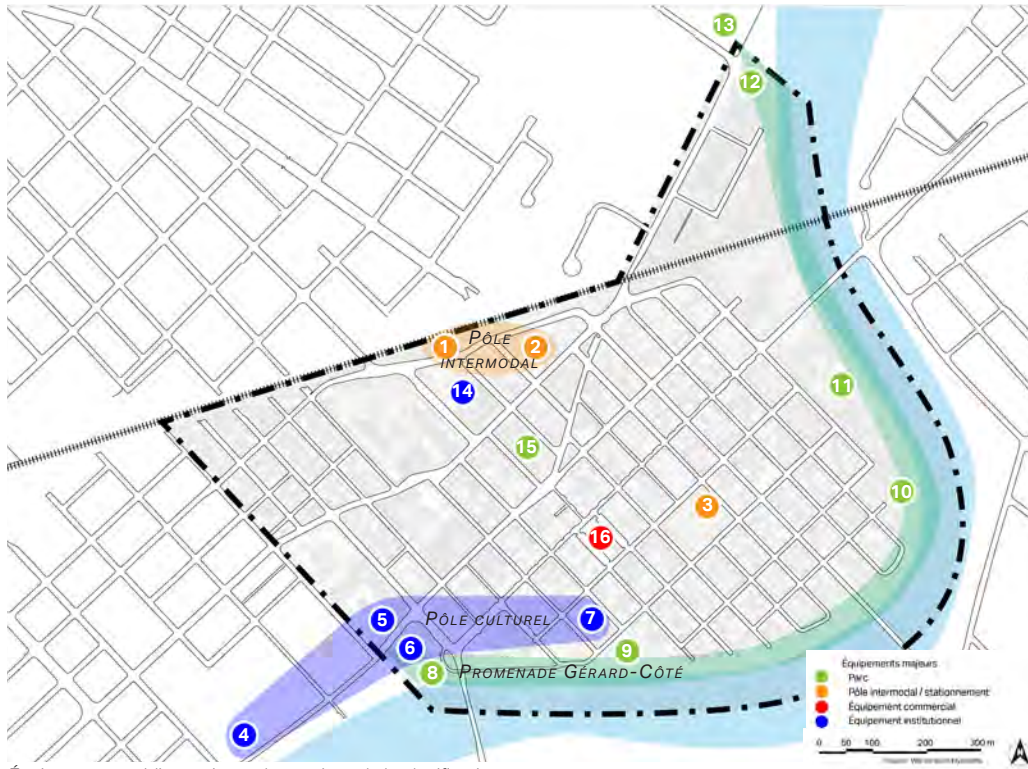 13
12
1
PÔLE
2
INTERMODAL
14
11
15
10
3
16
5
PÔLE CULTUREL
7
6
9
8
PROMENADE GÉRARD-CÔTÉ
4
Équipements majeurs
Parc
Pôle intermodal / stationnement
Équipement commercial
Équipement institutionnel
0 50 100 200 300 m